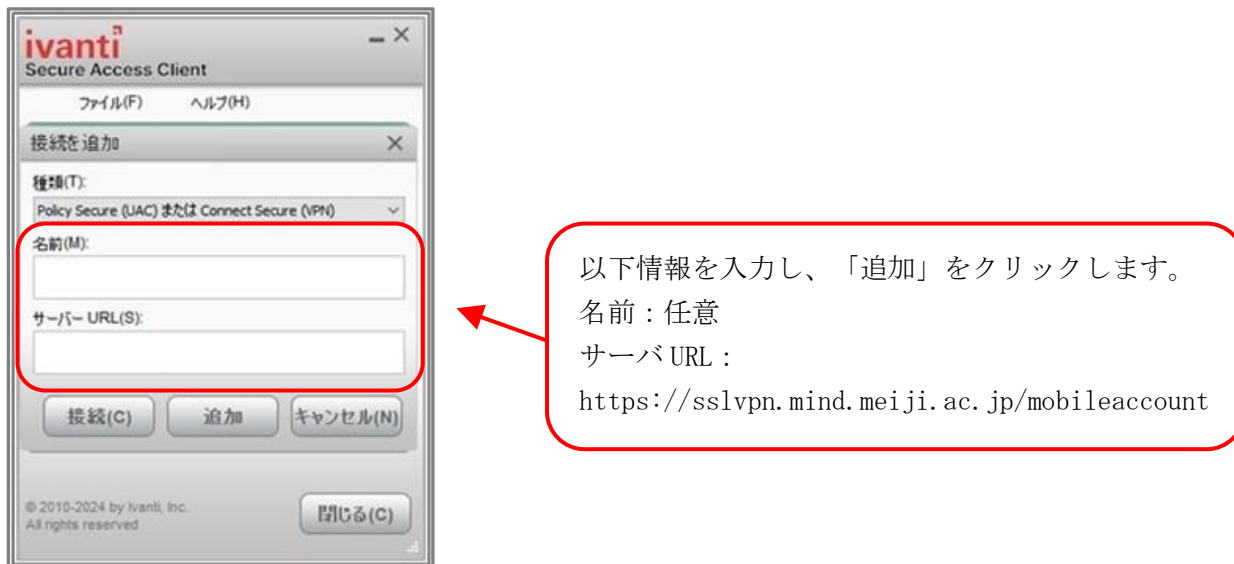 ivanti
Secure Access Client
ファイル(F) ヘルプ(H)
接続を追加
種類(T):
Policy Secure (UAC) または Connect Secure (VPN)
名前(M):
サーバー URL(S):
接続(C) 追加 キャンセル(N)
© 2010-2024 by Ivanti, Inc.
All rights reserved
閉じる(C)
以下情報を入力し、「追加」をクリックします。
名前：任意
サーバ URL：
https://sslvpn.mind.meiji.ac.jp/mobileaccount